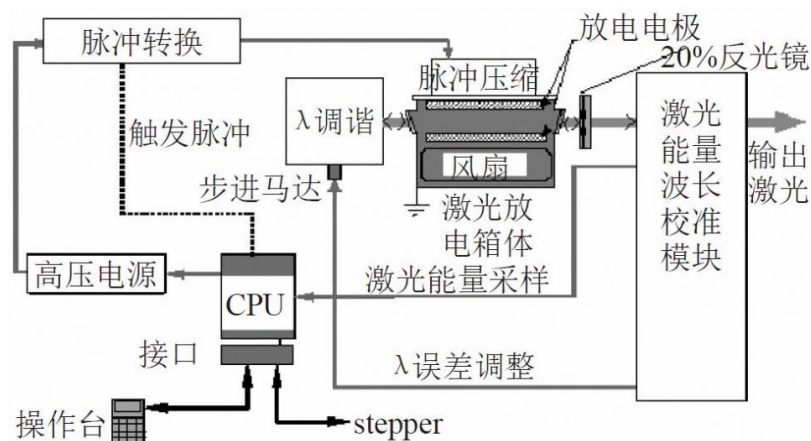 脉冲转换
放电电极
20%反光镜
脉冲压缩
λ调谐
触发脉冲
激光
能量
波长
校准
模块
输出
激光
风扇
步进马达
激光放
电箱体
高压电源
激光能量采样
CPU
接口
λ误差调整
操作台
stepper